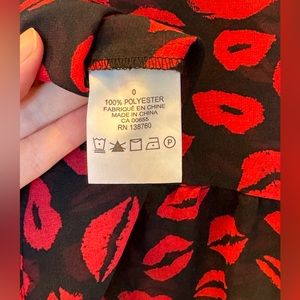 0
100% POLYESTER
FABRIQUÉ EN CHINE
MADE IN CHINA
CA 00655
RN 138760